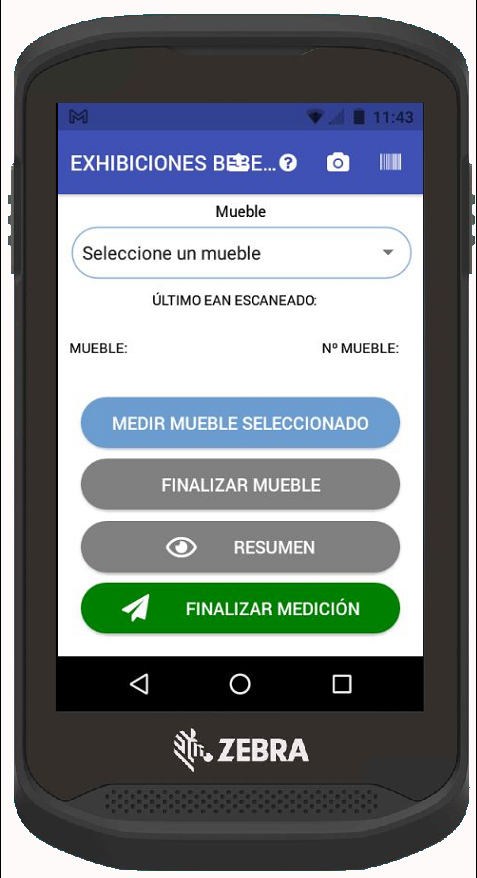 11:43
EXHIBICIONES BEBE...
Mueble
Seleccione un mueble
ÚLTIMO EAN ESCANEADO:
MUEBLE: Nº MUEBLE:
MEDIR MUEBLE SELECCIONADO
FINALIZAR MUEBLE
RESUMEN
FINALIZAR MEDICIÓN
ZEBRA